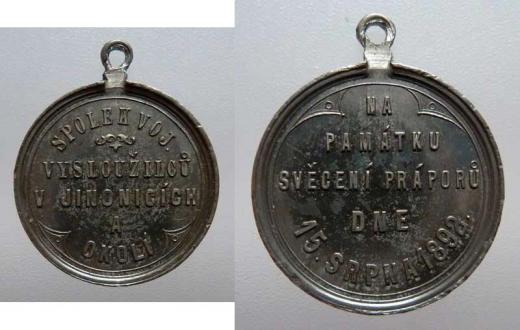 SPOLEK VOJ
VYSLOUŽILCŮ
V JINONICÍCH
A
OKOLÍ
NA
PAMÁTKU
SVĚCENÍ PRÁPORŮ
DNE
15. SRPNA 1892.